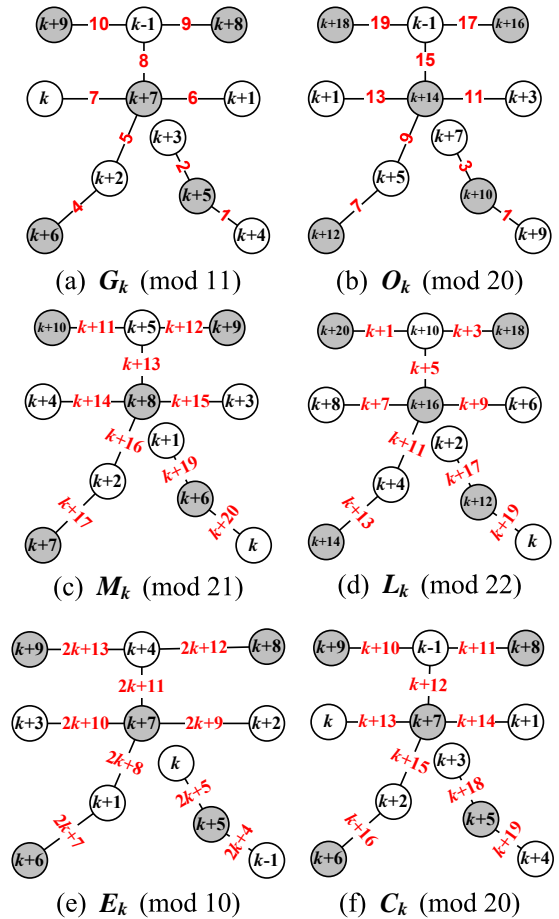 k+9 10 k-1 9 k+8
8
k 7 k+7 6 k+1
5 k+3
2
k+2 k+5
4 1
k+6 k+4
(a) Gk (mod 11)
k+18 19 k-1 17 k+16
15
k+1 13 k+14 11 k+3
9 k+7
3
k+5 k+10
7 1
k+12 k+9
(b) Ok (mod 20)
k+10 k+11 k+5 k+12 k+9
k+13
k+4 k+14 k+8 k+15 k+3
k+16 k+1
k+19
k+2 k+6
k+17 k+20
k+7 k
(c) Mk (mod 21)
k+20 k+1 k+10 k+3 k+18
k+5
k+8 k+7 k+16 k+9 k+6
k+11 k+2
k+17
k+4 k+12
k+13 k+19
k+14 k
(d) Lk (mod 22)
k+9 2k+13 k+4 2k+12 k+8
2k+11
k+3 2k+10 k+7 2k+9 k+2
2k+8 k
2k+5
k+1 k+5
2k+7 2k+4
k+6 k-1
(e) Ek (mod 10)
k+9 k+10 k-1 k+11 k+8
k+12
k k+13 k+7 k+14 k+1
k+15 k+3
k+18
k+2 k+5
k+16 k+19
k+6 k+4
(f) Ck (mod 20)